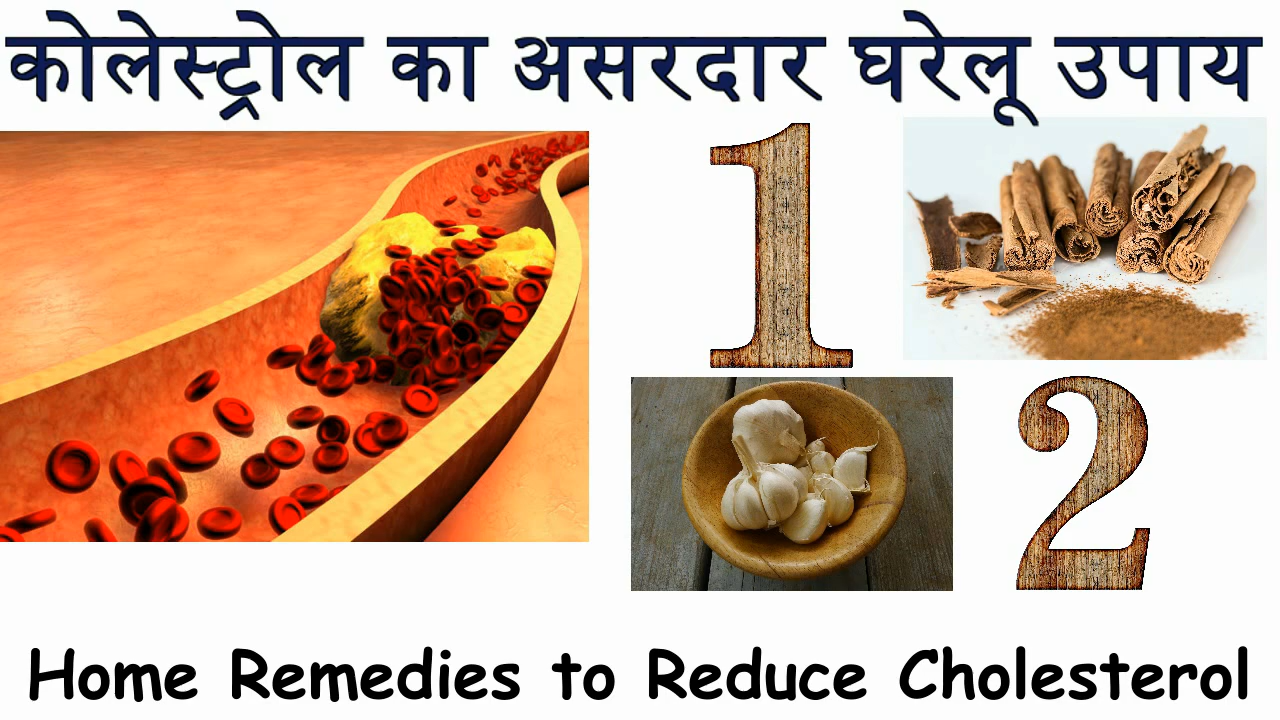 कोलेस्ट्रोल का असरदार घरेलू उपाय
1
2
Home Remedies to Reduce Cholesterol